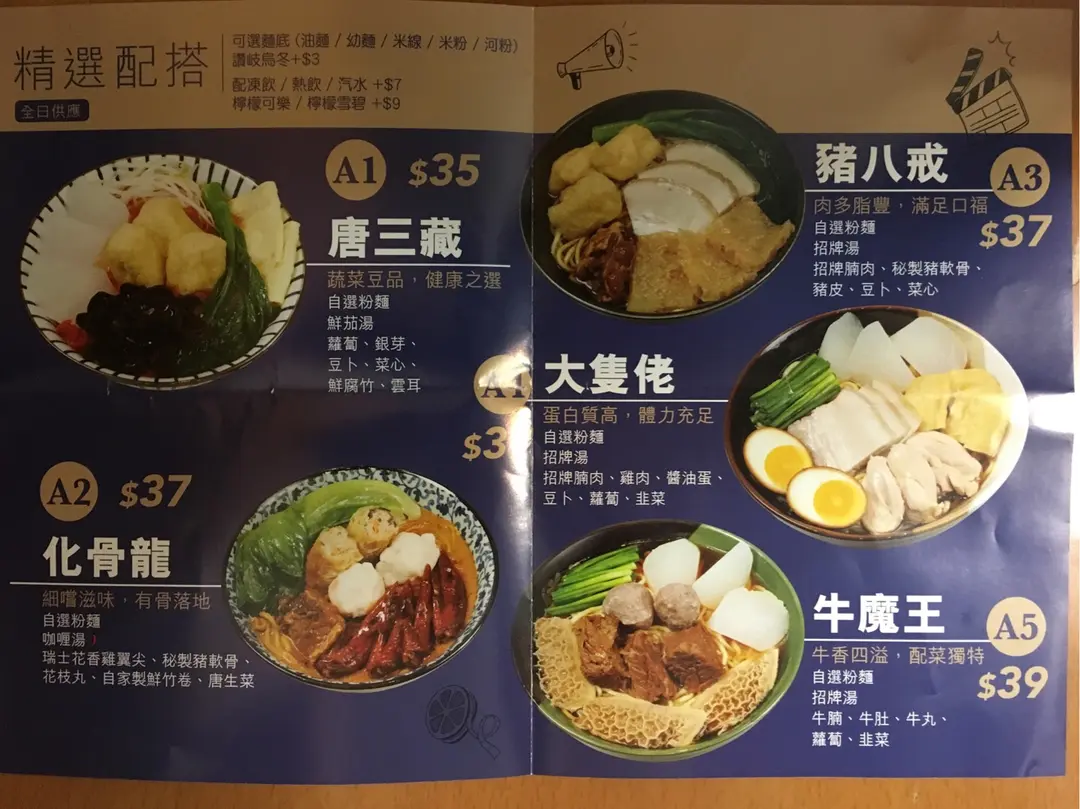 精選配搭
全日供應
可選麵底 (油麵 / 幼麵 / 米線 / 米粉 / 河粉)
讚岐烏冬+$3
配凍飲 / 熱飲 / 汽水 +$7
檸檬可樂 / 檸檬雪碧 +$9
A1 $35
唐三藏
蔬菜豆品，健康之選
自選粉麵
鮮茄湯
蘿蔔、銀芽、
豆卜、菜心、
鮮腐竹、雲耳
A2 $37
化骨龍
細嚐滋味，有骨落地
自選粉麵
咖喱湯
瑞士花香雞翼尖、秘製豬軟骨、
花枝丸、自家製鮮竹卷、唐生菜
豬八戒
A3
肉多脂豐，滿足口福
$37
自選粉麵
招牌湯
招牌腩肉、秘製豬軟骨、
豬皮、豆卜、菜心
大隻佬
蛋白質高，體力充足
自選粉麵
招牌湯
招牌腩肉、雞肉、醬油蛋、
豆卜、蘿蔔、韭菜
牛魔王
A5
牛香四溢，配菜獨特
$39
自選粉麵
招牌湯
牛腩、牛肚、牛丸、
蘿蔔、韭菜